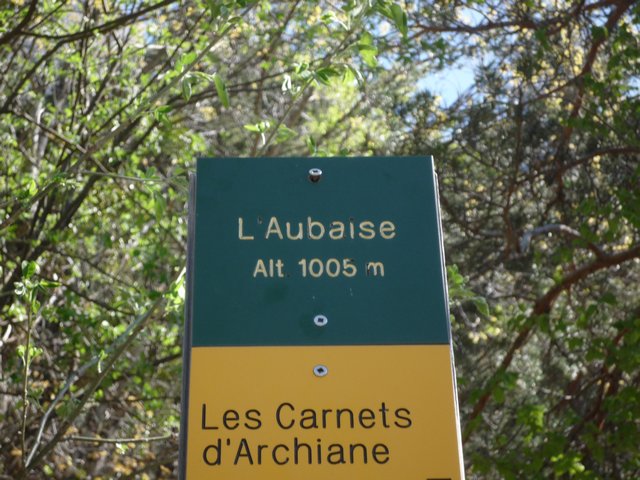 L'Aubaise
Alt. 1005 m
Les Carnets
d'Archiane